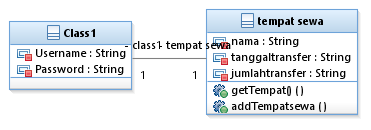 Class1
Username : String
Password : String
- class1
- tempat sewa
1
1
tempat sewa
nama : String
tanggaltransfer : String
jumlahtransfer : String
getTempat() ( )
addTempatsewa ( )